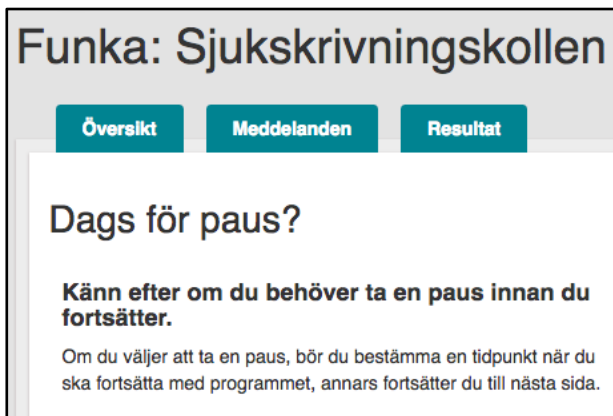 Funka: Sjukskrivningskollen
Översikt Meddelanden Resultat
Dags för paus?
Känn efter om du behöver ta en paus innan du
fortsätter.
Om du väljer att ta en paus, bör du bestämma en tidpunkt när du
ska fortsätta med programmet, annars fortsätter du till nästa sida.